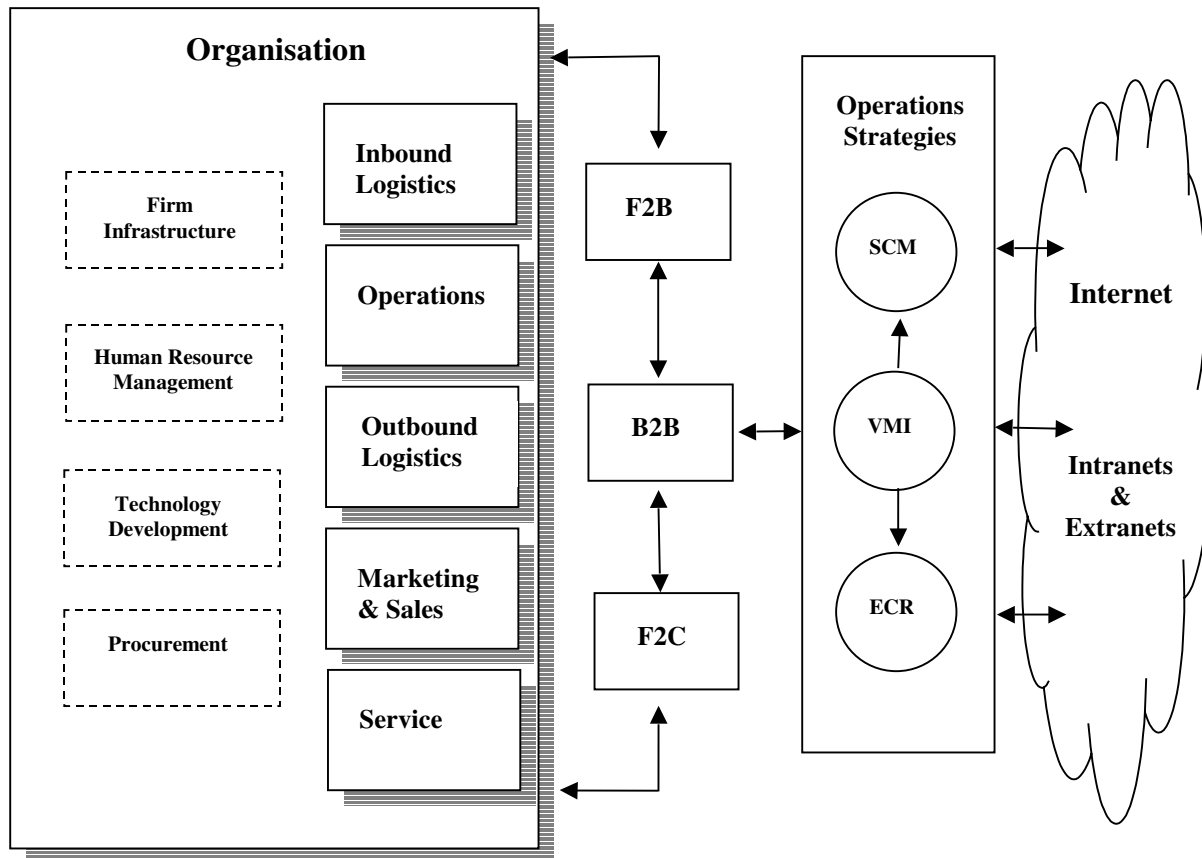 Organisation
Firm
Infrastructure
Human Resource
Management
Technology
Development
Procurement
Inbound
Logistics
Operations
Outbound
Logistics
Marketing
& Sales
Service
F2B
B2B
F2C
Operations
Strategies
SCM
VMI
ECR
Internet
Intranets
&
Extranets